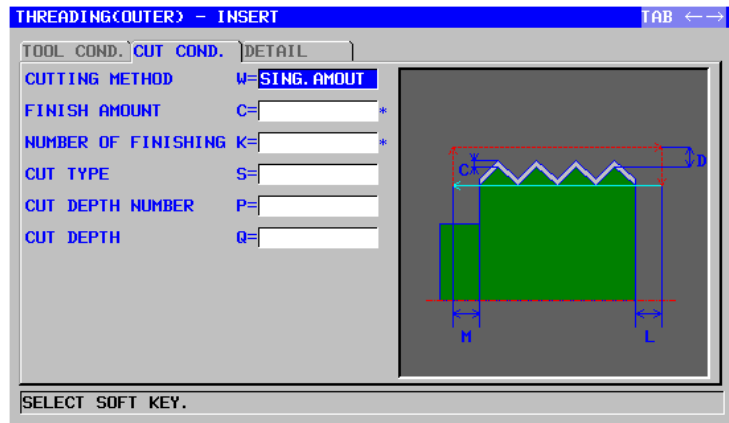 THREADING(OUTER) - INSERT TAB ←→
TOOL COND. CUT COND. DETAIL
CUTTING METHOD W=SING.AMOUT
FINISH AMOUNT C= *
NUMBER OF FINISHING K= *
CUT TYPE S=
CUT DEPTH NUMBER P=
CUT DEPTH Q=
C D
M L
SELECT SOFT KEY.